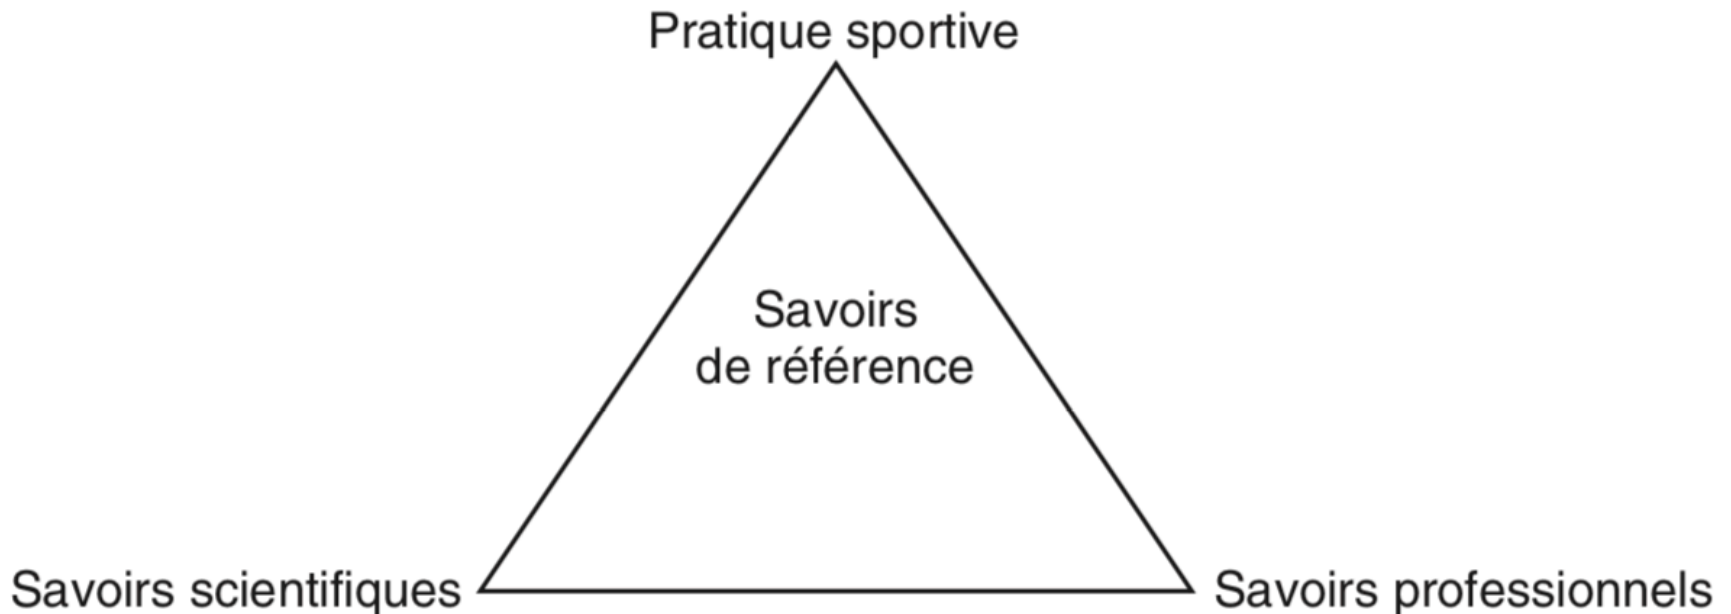 Pratique sportive
Savoirs
de référence
Savoirs scientifiques
Savoirs professionnels